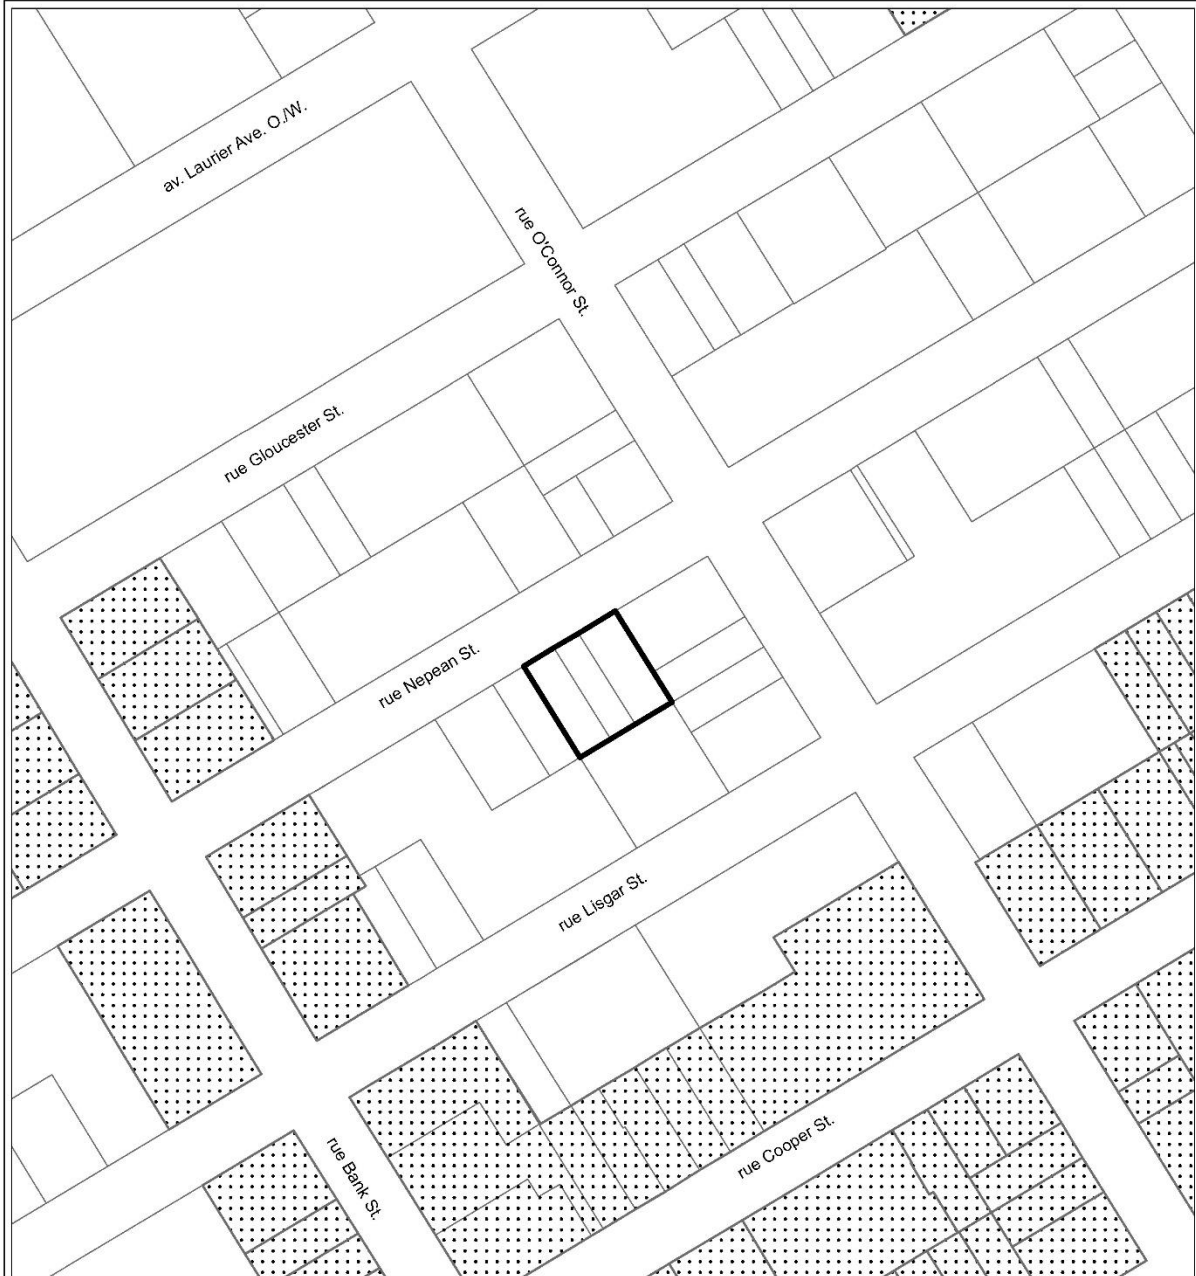 av. Laurier Ave. O./W.
rue O'Connor St.
rue Gloucester St.
rue Nepean St.
rue Lisgar St.
rue Cooper St.
rue Bank St.